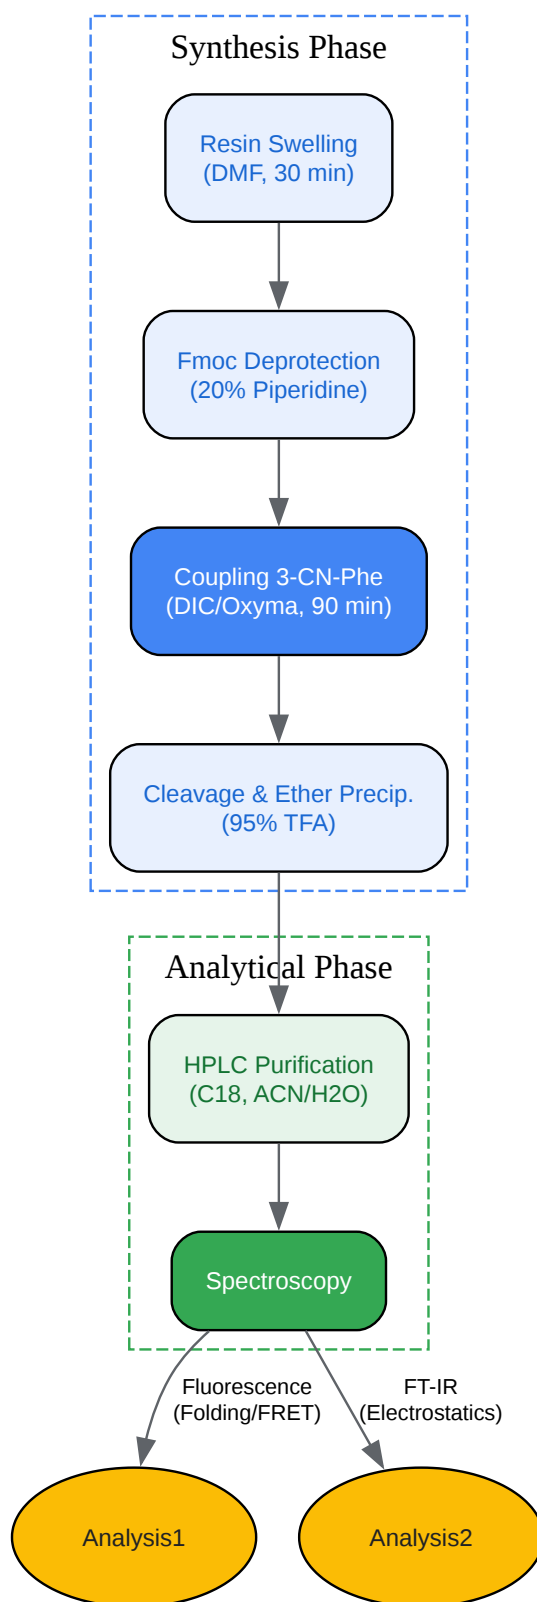 Synthesis Phase
Resin Swelling
(DMF, 30 min)
Fmoc Deprotection
(20% Piperidine)
Coupling 3-CN-Phe
(DIC/Oxyma, 90 min)
Cleavage & Ether Precip.
(95% TFA)
Analytical Phase
HPLC Purification
(C18, ACN/H2O)
Spectroscopy
Fluorescence
(Folding/FRET)
FT-IR
(Electrostatics)
Analysis1
Analysis2